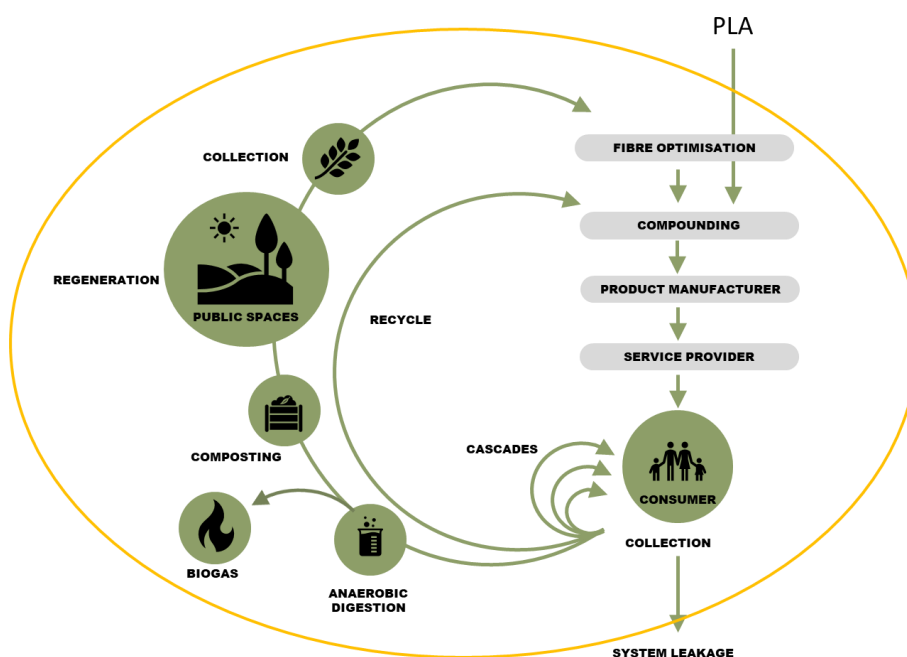 PLA
COLLECTION
FIBRE OPTIMISATION
COMPOUNDING
REGENERATION
PUBLIC SPACES
RECYCLE
PRODUCT MANUFACTURER
SERVICE PROVIDER
COMPOSTING
CASCADES
CONSUMER
COLLECTION
BIOGAS
ANAEROBIC
DIGESTION
SYSTEM LEAKAGE